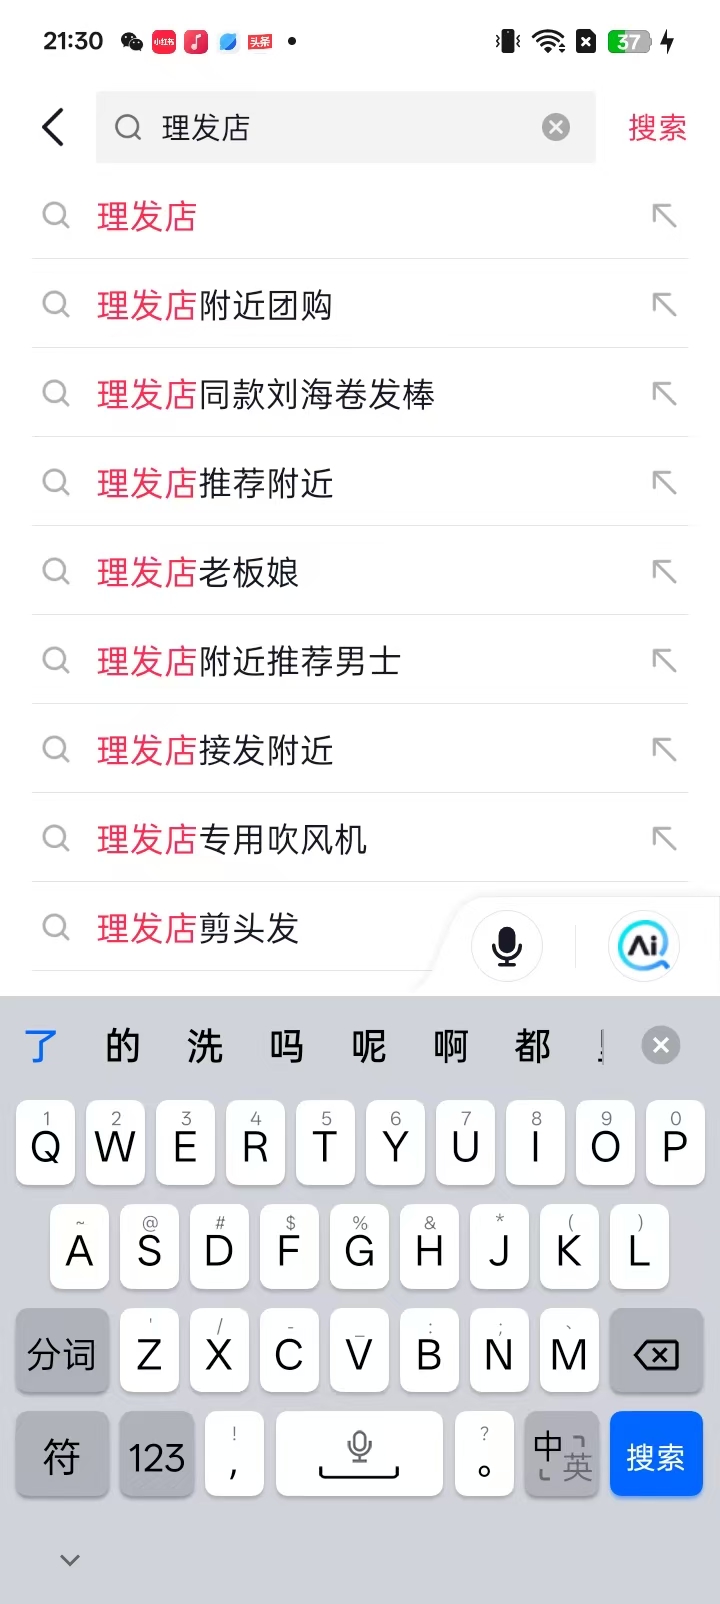 21:30 小红书 头条 37
理发店 搜索
理发店
理发店附近团购
理发店同款刘海卷发棒
理发店推荐附近
理发店老板娘
理发店附近推荐男士
理发店接发附近
理发店专用吹风机
理发店剪头发
Ai
了 的 洗 吗 呢 啊 都
1 2 3 4 5 6 7 8 9 0
Q W E R T Y U I O P
~ @ # $ % & * ( )
A S D F G H J K L
' / - _ : ; 、
分词 Z X C V B N M
! ?
符 123 , 。 中 英 搜索